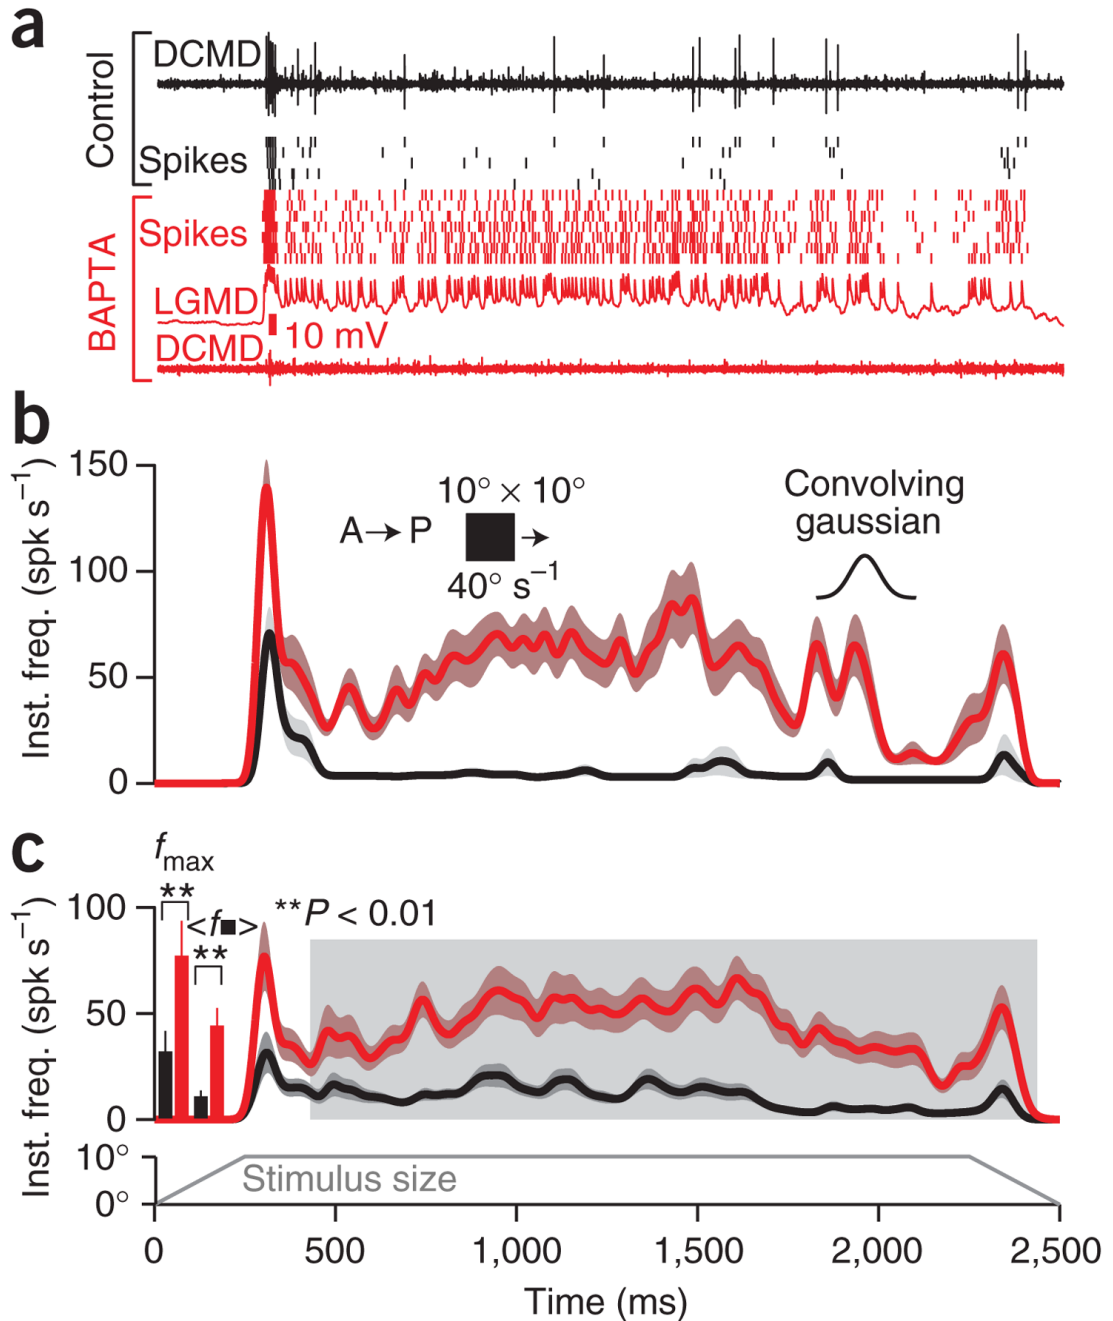 a
Control
DCMD
Spikes
BAPTA
Spikes
LGMD
10 mV
DCMD
b
Inst. freq. (spk s⁻¹)
150
100
50
0
10° × 10°
A→P
40° s⁻¹
Convolving
gaussian
c
Inst. freq. (spk s⁻¹)
fmax
**
<f■>
**
**P < 0.01
100
50
0
10°
0°
Stimulus size
0 500 1,000 1,500 2,000 2,500
Time (ms)